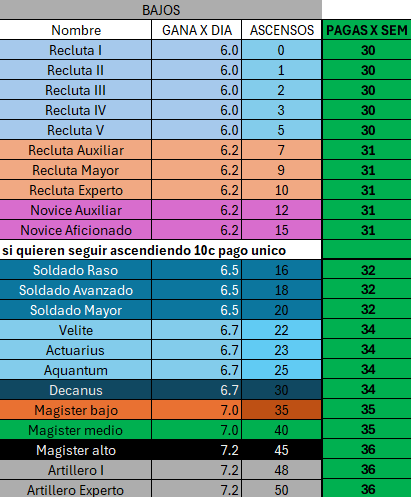 BAJOS
Nombre GANA X DIA ASCENSOS PAGAS X SEM
Recluta I 6.0 0 30
Recluta II 6.0 1 30
Recluta III 6.0 2 30
Recluta IV 6.0 3 30
Recluta V 6.0 5 30
Recluta Auxiliar 6.2 7 31
Recluta Mayor 6.2 9 31
Recluta Experto 6.2 10 31
Novice Auxiliar 6.2 12 31
Novice Aficionado 6.2 15 31
si quieren seguir ascendiendo 10c pago unico
Soldado Raso 6.5 16 32
Soldado Avanzado 6.5 18 32
Soldado Mayor 6.5 20 32
Velite 6.7 22 34
Actuarius 6.7 23 34
Aquantum 6.7 25 34
Decanus 6.7 30 34
Magister bajo 7.0 35 35
Magister medio 7.0 40 35
Magister alto 7.2 45 36
Artillero I 7.2 48 36
Artillero Experto 7.2 50 36